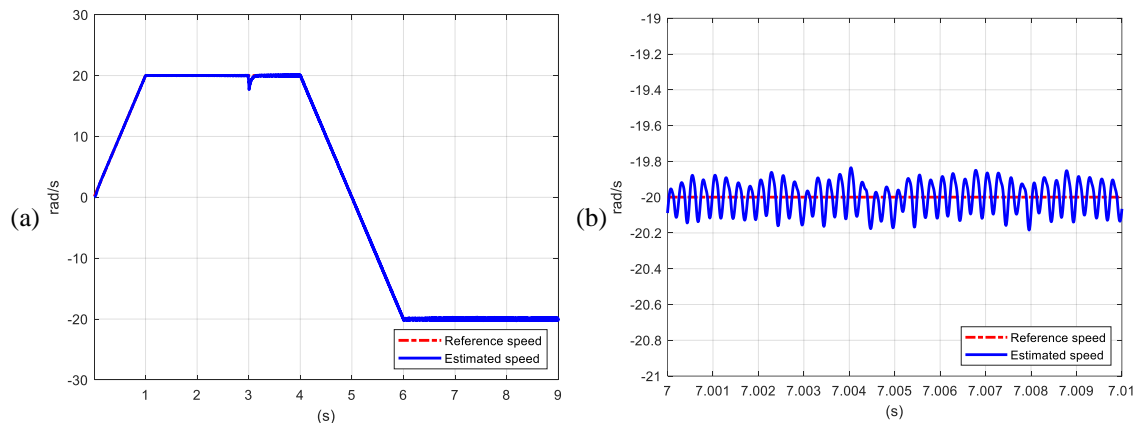 (a)
rad/s
30
20
10
0
-10
-20
-30
1 2 3 4 5 6 7 8 9
(s)
Reference speed
Estimated speed
(b)
rad/s
-19
-19.2
-19.4
-19.6
-19.8
-20
-20.2
-20.4
-20.6
-20.8
-21
7 7.001 7.002 7.003 7.004 7.005 7.006 7.007 7.008 7.009 7.01
(s)
Reference speed
Estimated speed